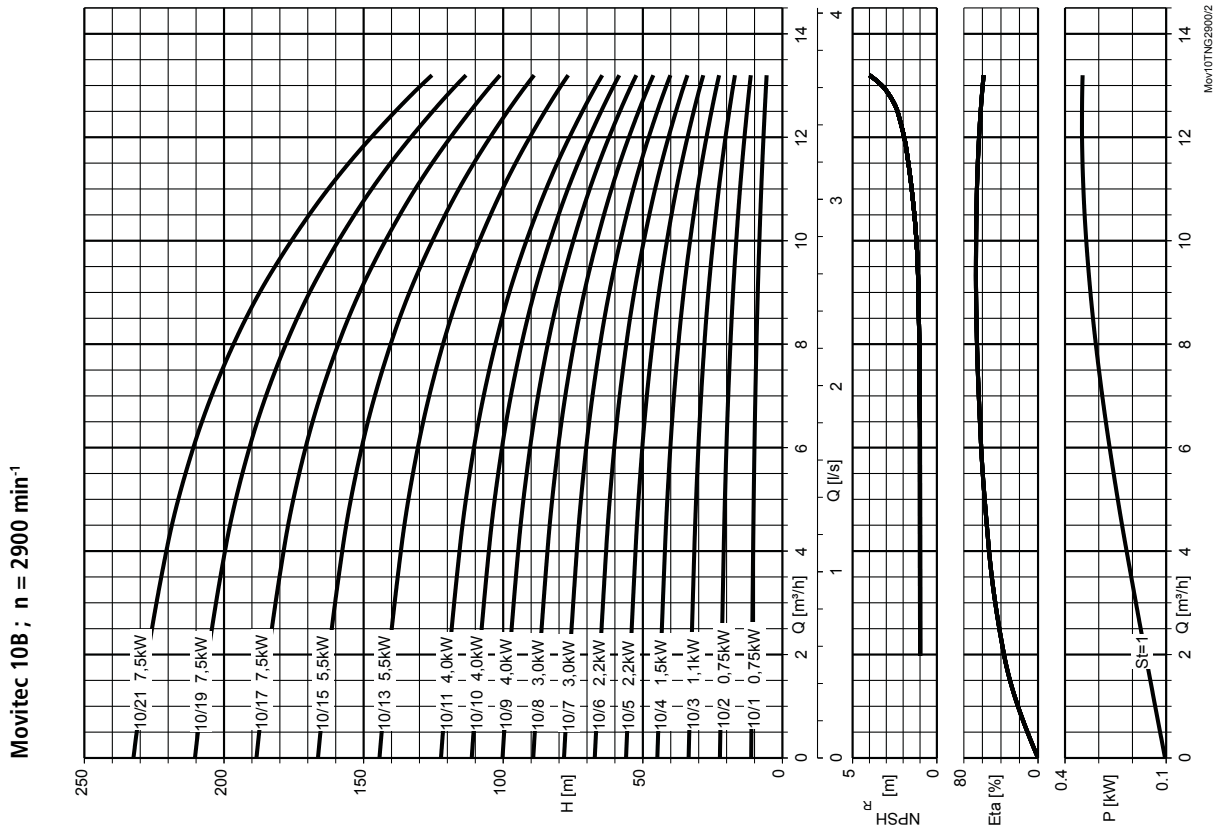 Movitec 10B ; n = 2900 min-1
250
200
150
100
50
0
H [m]
10/21 7,5kW
10/19 7,5kW
10/17 7,5kW
10/15 5,5kW
10/13 5,5kW
10/11 4,0kW
10/10 4,0kW
10/9 4,0kW
10/8 3,0kW
10/7 3,0kW
10/6 2,2kW
10/5 2,2kW
10/4 1,5kW
10/3 1,1kW
10/2 0,75kW
10/1 0,75kW
0 2 Q [m³/h] 4 6 8 10 12 14
0 1 Q [l/s] 2 3 4
5
0
NPSHR [m]
80
0
Eta [%]
0.4
0.1
P [kW]
St=1
0 2 Q [m³/h] 4 6 8 10 12 14
Mov10TNG2900/2